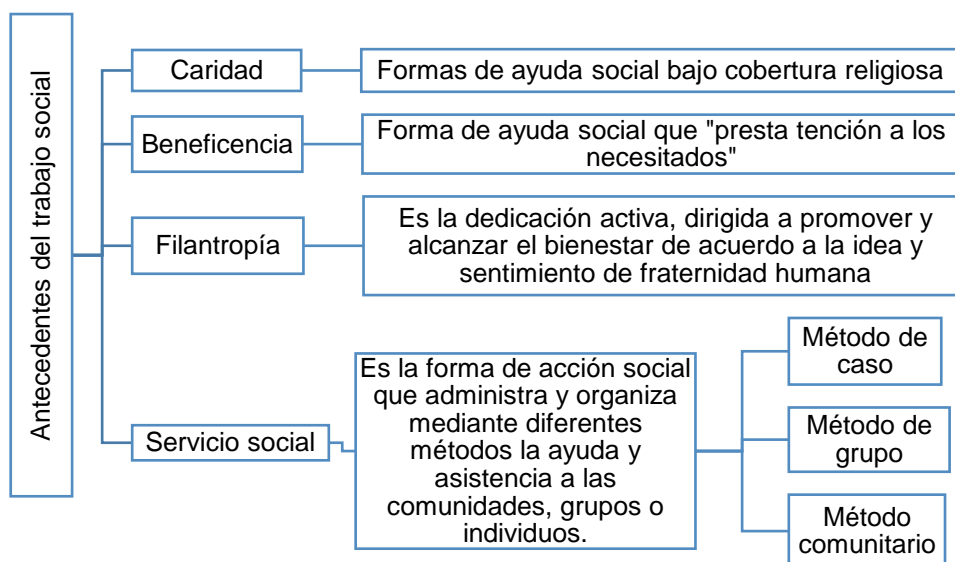 Antecedentes del trabajo social
Caridad
Formas de ayuda social bajo cobertura religiosa
Beneficencia
Forma de ayuda social que "presta tención a los
necesitados"
Filantropía
Es la dedicación activa, dirigida a promover y
alcanzar el bienestar de acuerdo a la idea y
sentimiento de fraternidad humana
Servicio social
Es la forma de acción social
que administra y organiza
mediante diferentes
métodos la ayuda y
asistencia a las
comunidades, grupos o
individuos.
Método de
caso
Método de
grupo
Método
comunitario